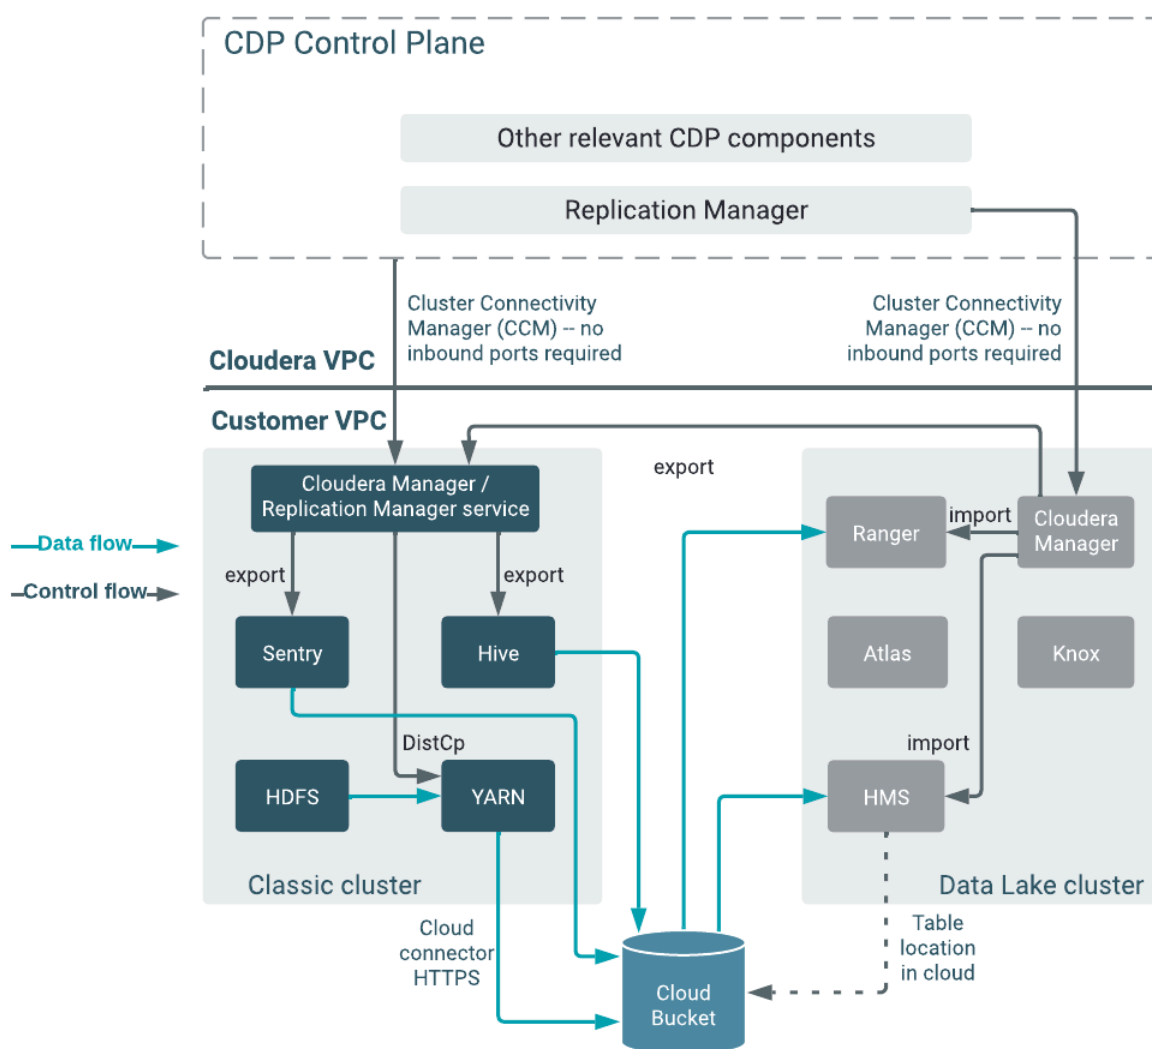 CDP Control Plane
Other relevant CDP components
Replication Manager
Cluster Connectivity
Manager (CCM) -- no
inbound ports required
Cluster Connectivity
Manager (CCM) -- no
inbound ports required
Cloudera VPC
Customer VPC
export
Cloudera Manager /
Replication Manager service
Ranger
import
Cloudera
Manager
Data flow
Control flow
export
export
Sentry
Hive
Atlas
Knox
DistCp
import
HDFS
YARN
HMS
Classic cluster
Data Lake cluster
Cloud
connector
HTTPS
Table
location
in cloud
Cloud
Bucket